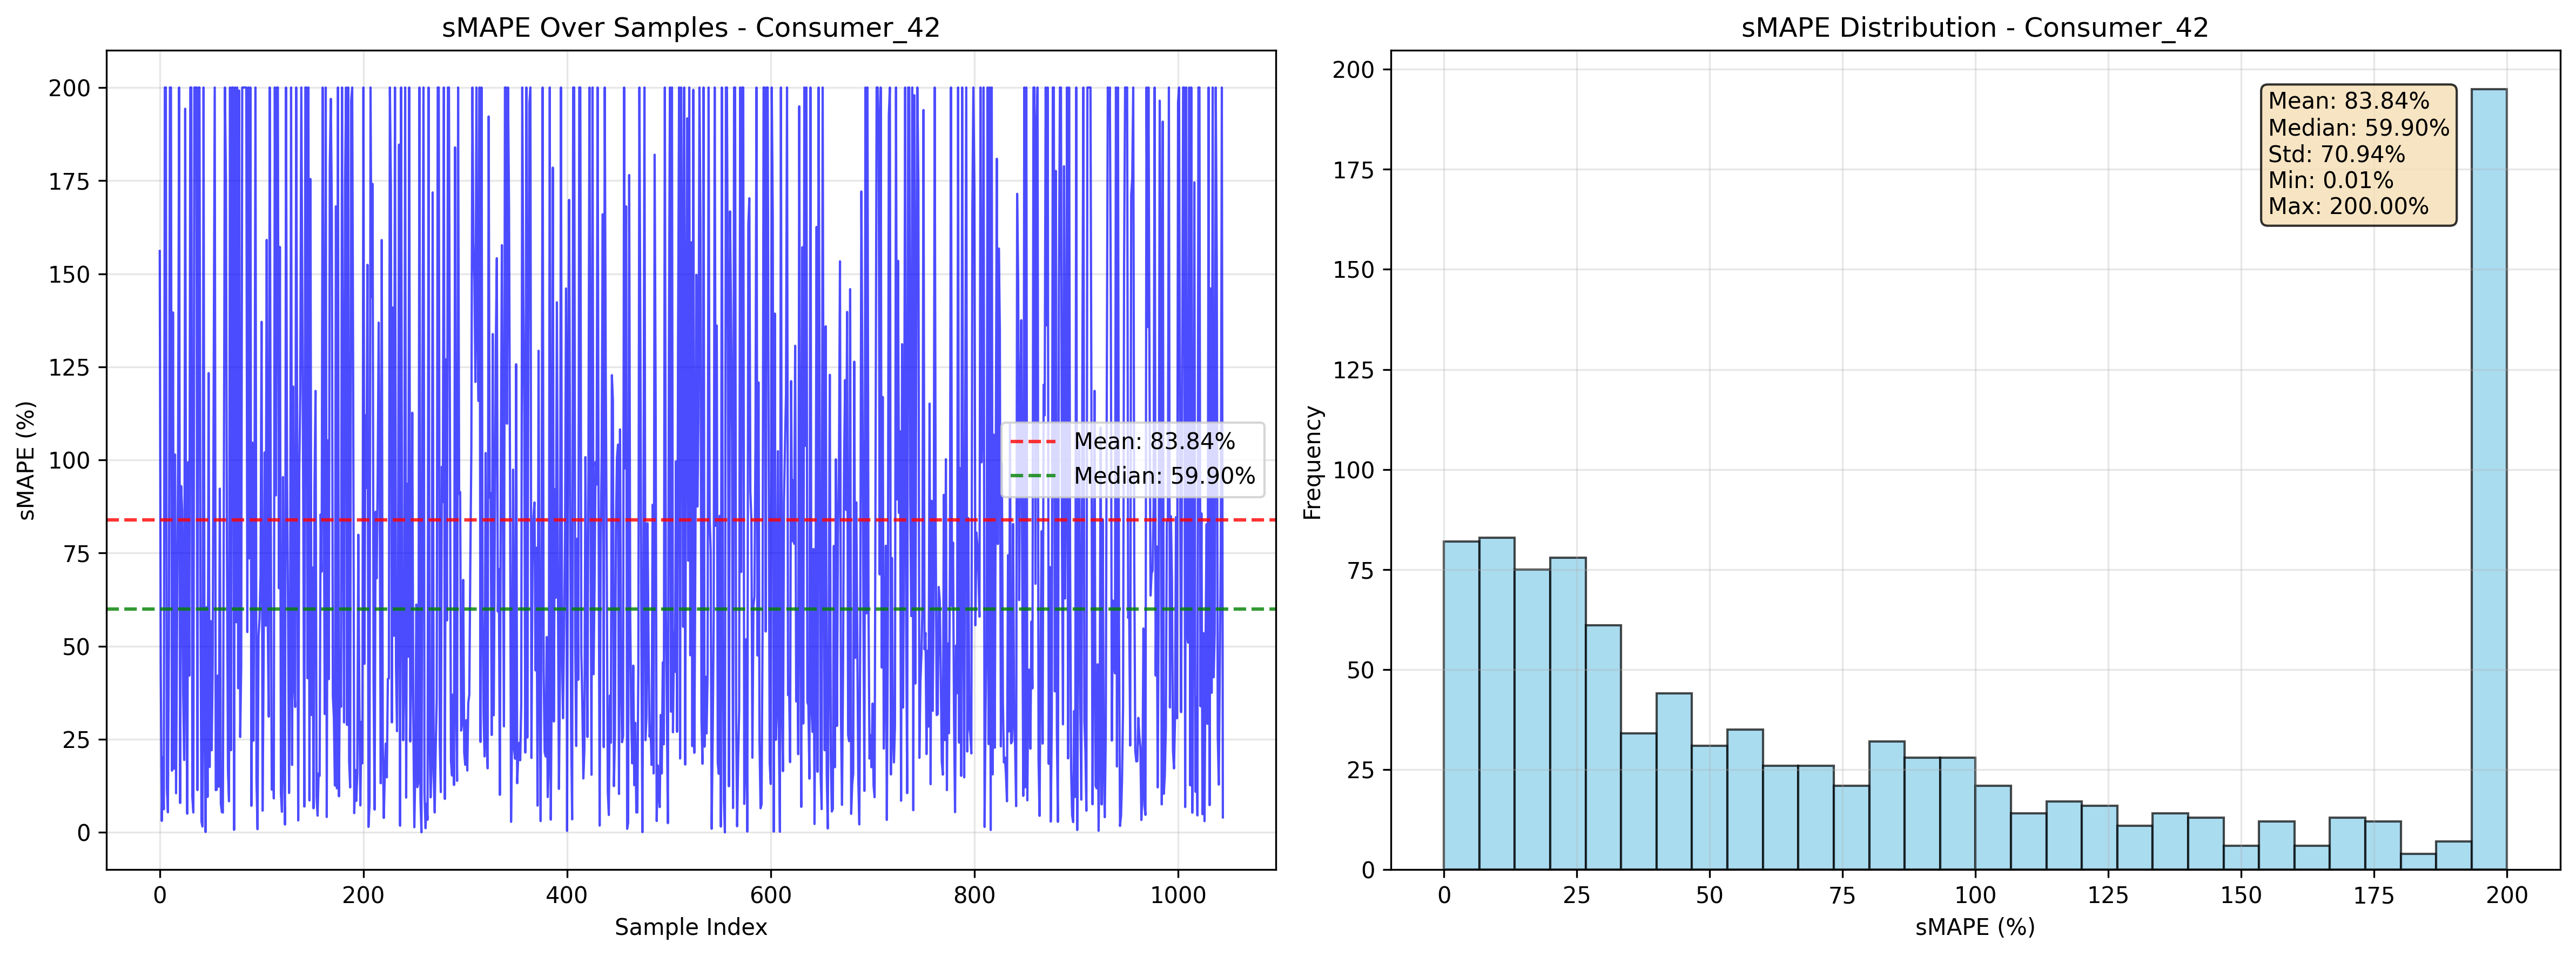 sMAPE Over Samples - Consumer_42
sMAPE (%)
200
175
150
125
100
75
50
25
0
Mean: 83.84%
Median: 59.90%
0
200
400
600
800
1000
Sample Index
sMAPE Distribution - Consumer_42
Frequency
200
175
150
125
100
75
50
25
0
Mean: 83.84%
Median: 59.90%
Std: 70.94%
Min: 0.01%
Max: 200.00%
0
25
50
75
100
125
150
175
200
sMAPE (%)